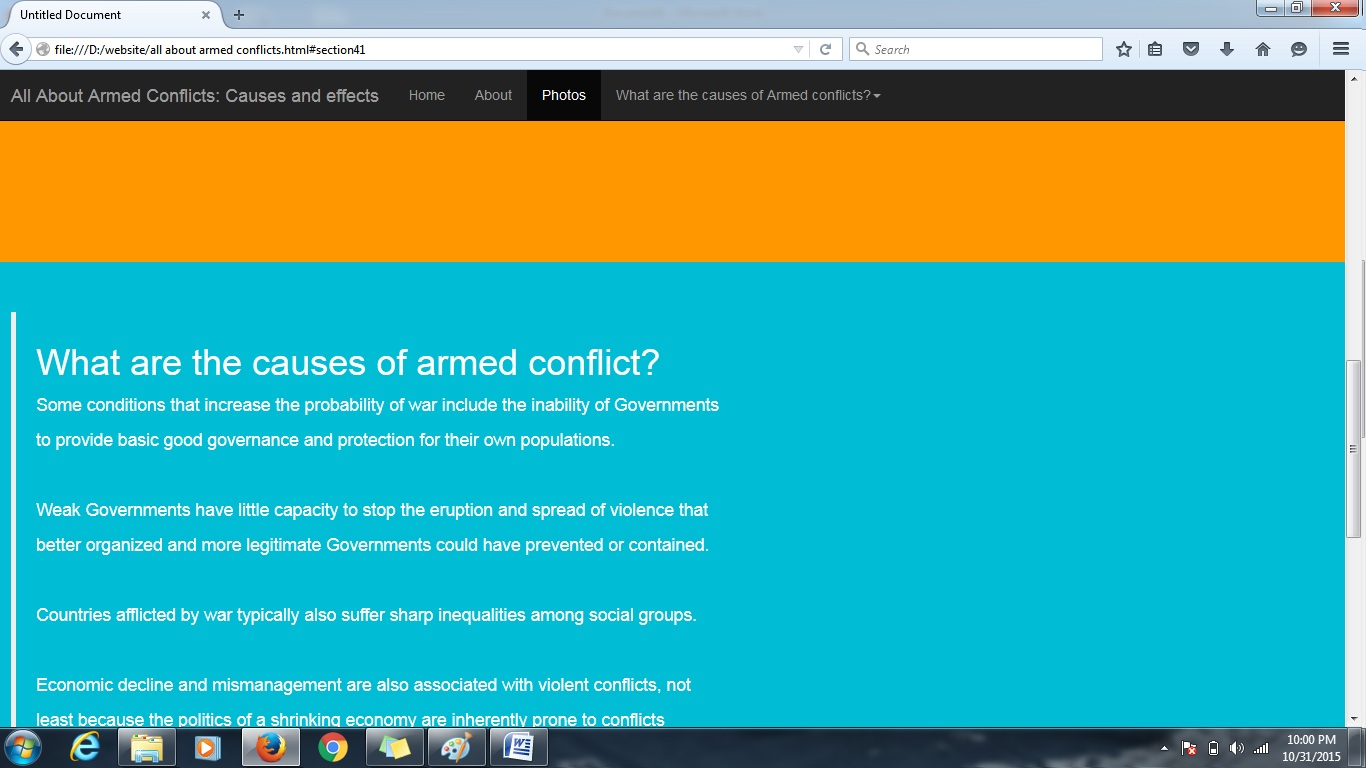 Untitled Document
file:///D:/website/all about armed conflicts.html#section41
Search
All About Armed Conflicts: Causes and effects
Home
About
Photos
What are the causes of Armed conflicts?
What are the causes of armed conflict?
Some conditions that increase the probability of war include the inability of Governments
to provide basic good governance and protection for their own populations.
Weak Governments have little capacity to stop the eruption and spread of violence that
better organized and more legitimate Governments could have prevented or contained.
Countries afflicted by war typically also suffer sharp inequalities among social groups.
Economic decline and mismanagement are also associated with violent conflicts, not
least because the politics of a shrinking economy are inherently prone to conflicts
10:00 PM
10/31/2015